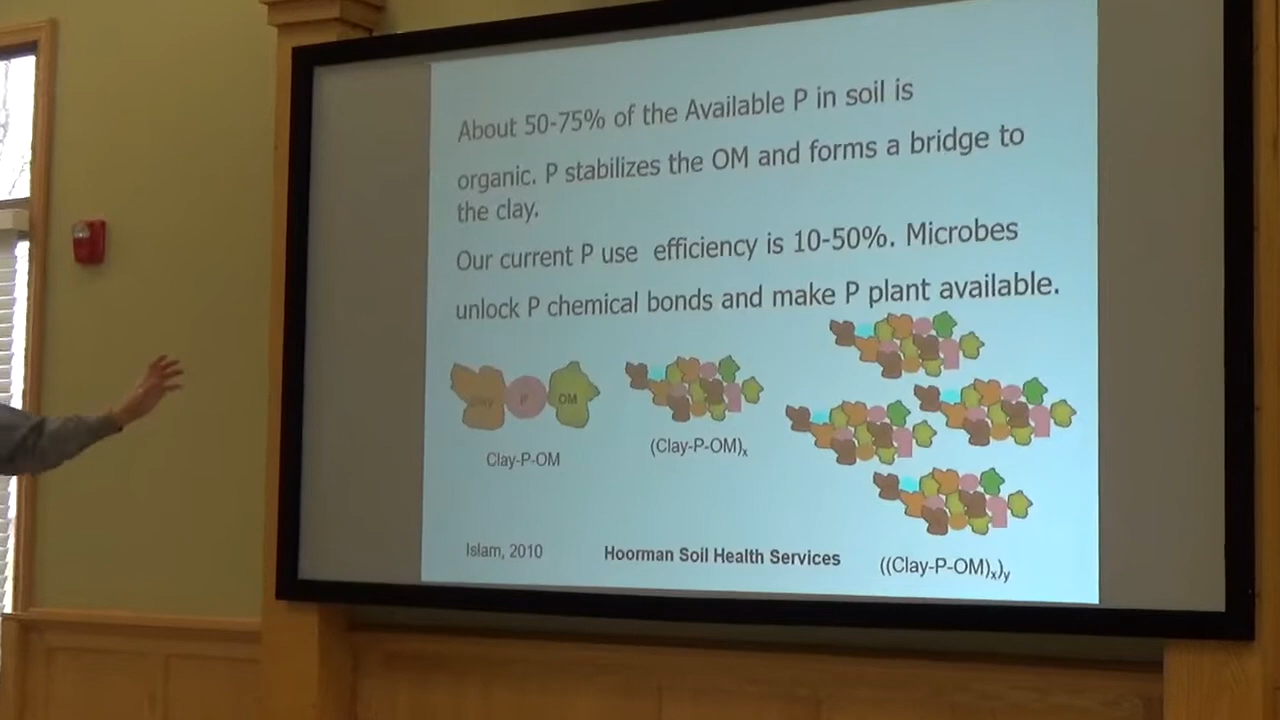 About 50-75% of the Available P in soil is
organic. P stabilizes the OM and forms a bridge to
the clay.
Our current P use efficiency is 10-50%. Microbes
unlock P chemical bonds and make P plant available.
Clay P OM
Clay-P-OM
(Clay-P-OM)x
((Clay-P-OM)x)y
Islam, 2010
Hoorman Soil Health Services